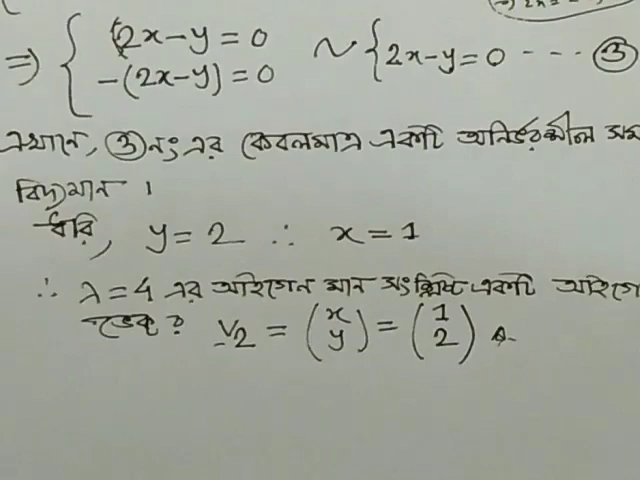 ⇒ { 2x-y=0
-(2x-y)=0 ~ { 2x-y=0 --- ③
এখানে, ③নং এর কেবলমাত্র একটি অনির্ভরশীল সম
বিদ্যমান ।
ধরি, y=2 ∴ x=1
∴ λ=4 এর আইগেন মান সংশ্লিষ্ট একটি আইগে
ভেক্টর v₂ = (x y) = (1 2)